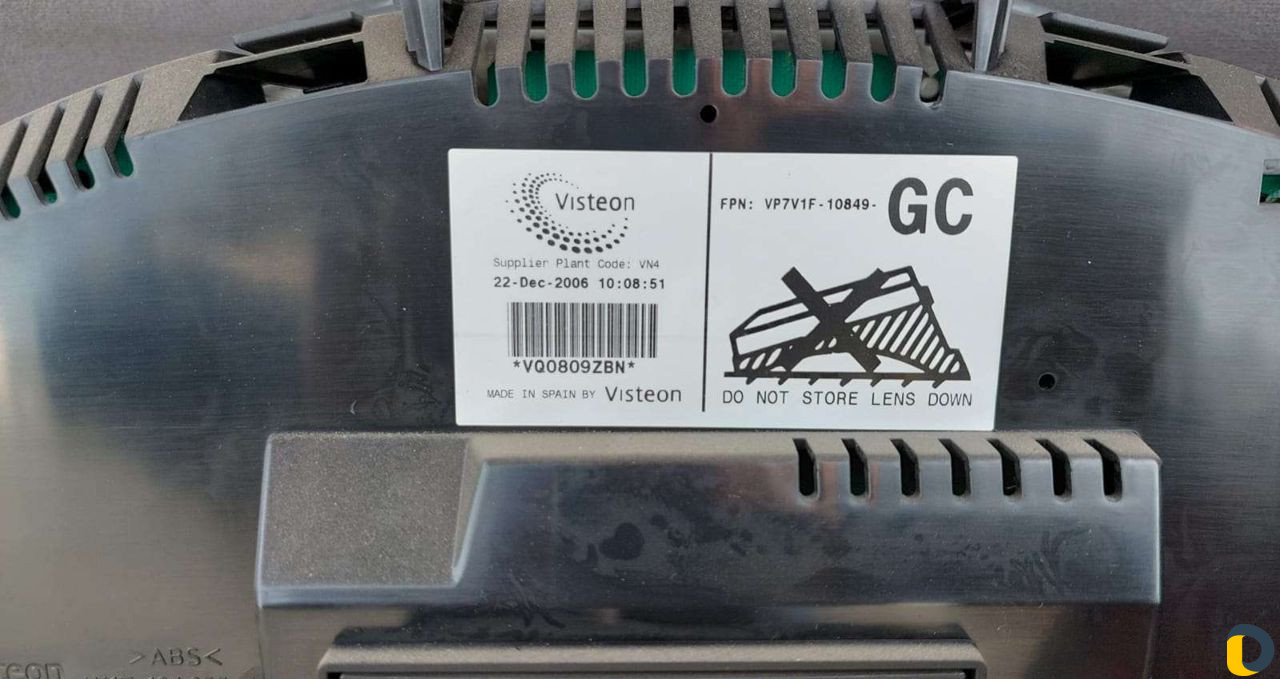 Visteon
Supplier Plant Code: VN4
22-Dec-2006 10:08:51
*VQ0809ZBN*
MADE IN SPAIN BY Visteon
FPN: VP7V1F-10849- GC
DO NOT STORE LENS DOWN
>ABS<